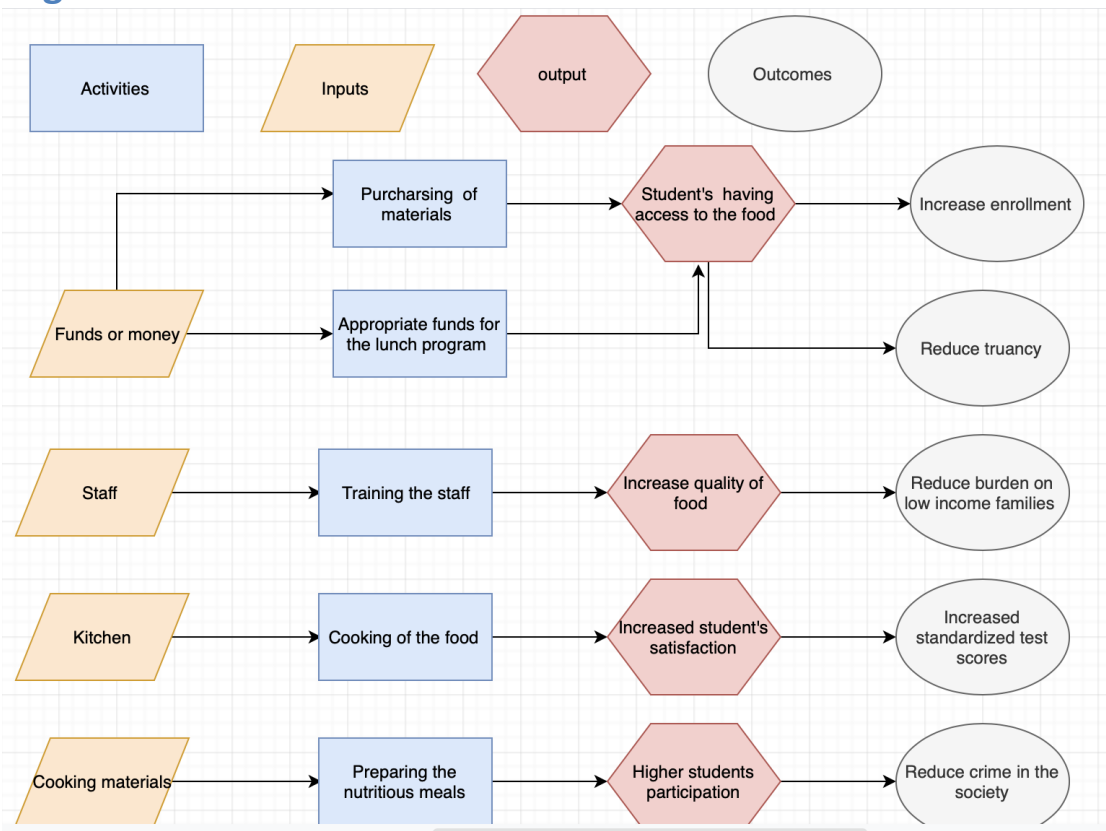 Activities
Inputs
output
Outcomes
Purcharsing of
materials
Student's having
access to the food
Increase enrollment
Funds or money
Appropriate funds for
the lunch program
Reduce truancy
Staff
Training the staff
Increase quality of
food
Reduce burden on
low income families
Kitchen
Cooking of the food
Increased student's
satisfaction
Increased
standardized test
scores
Cooking materials
Preparing the
nutritious meals
Higher students
participation
Reduce crime in the
society